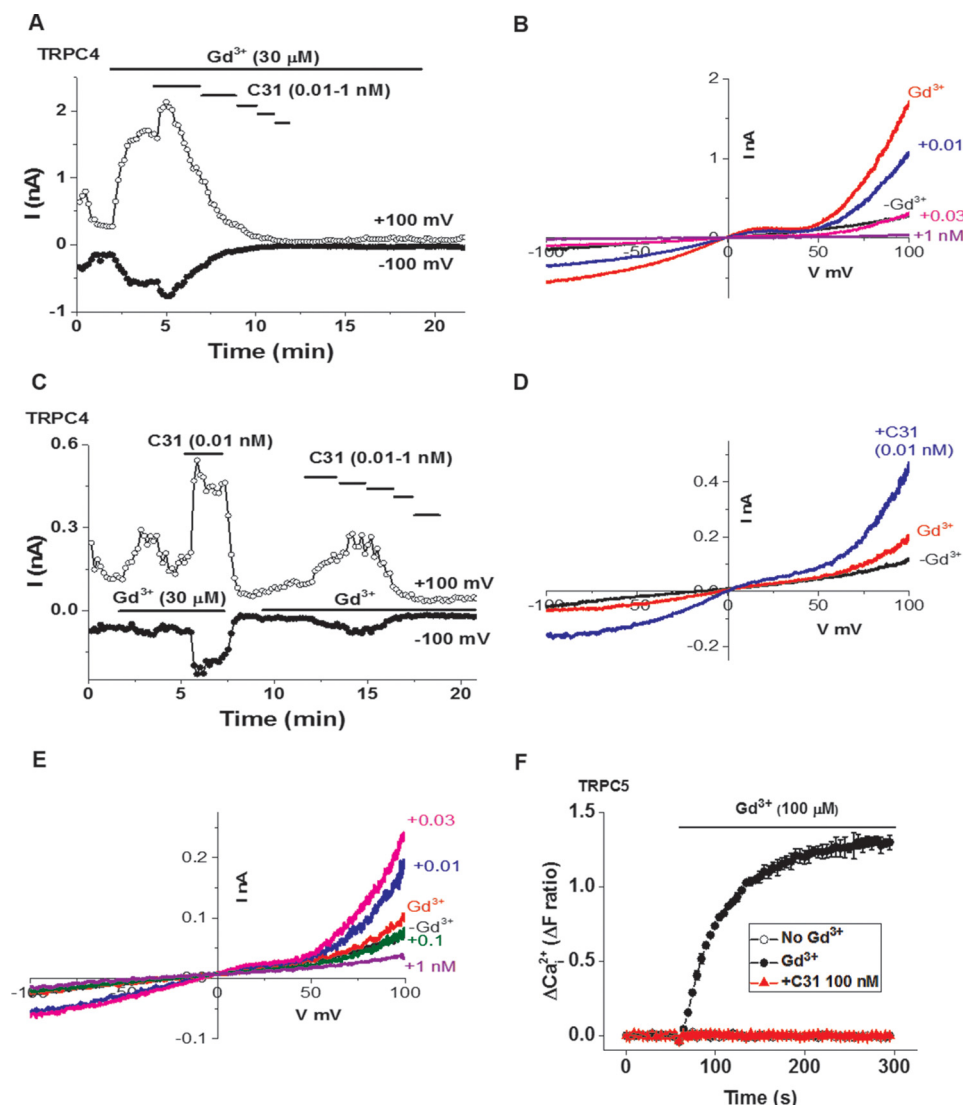 A
TRPC4
Gd³⁺ (30 μM)
C31 (0.01-1 nM)
2
1
0
-1
I (nA)
+100 mV
-100 mV
0
5
10
15
20
Time (min)
B
2
1
I nA
Gd³⁺
+0.01
-Gd³⁺
+0.03
+1 nM
-100
-50
0
50
100
V mV
C
TRPC4
C31 (0.01 nM)
C31 (0.01-1 nM)
0.6
0.3
0.0
I (nA)
+100 mV
Gd³⁺ (30 μM)
Gd³⁺
-100 mV
0
5
10
15
20
Time (min)
D
+C31
(0.01 nM)
0.4
0.2
-0.2
I nA
Gd³⁺
-Gd³⁺
-100
-50
0
50
100
V mV
E
0.2
0.1
-0.1
I nA
+0.03
+0.01
Gd³⁺
-Gd³⁺
+0.1
+1 nM
-100
-50
0
50
100
V mV
F
TRPC5
Gd³⁺ (100 μM)
1.5
1.0
0.5
0.0
ΔCa²⁺ᵢ (ΔF ratio)
No Gd³⁺
Gd³⁺
+C31 100 nM
0
100
200
300
Time (s)